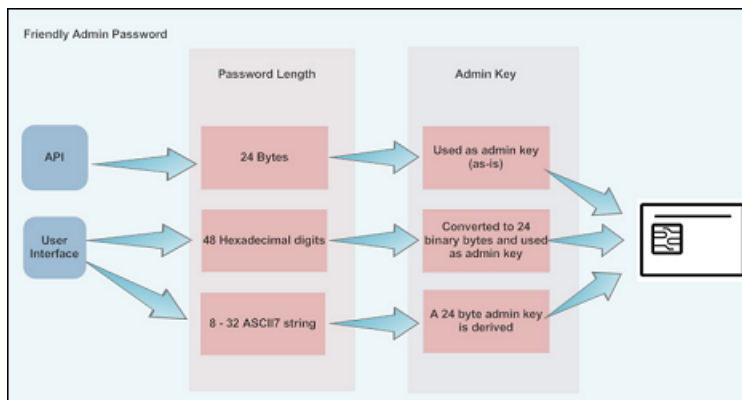 Friendly Admin Password
Password Length
Admin Key
API
24 Bytes
Used as admin key
(as-is)
User
Interface
48 Hexadecimal digits
Converted to 24
binary bytes and used
as admin key
8 - 32 ASCII7 string
A 24 byte admin key
is derived